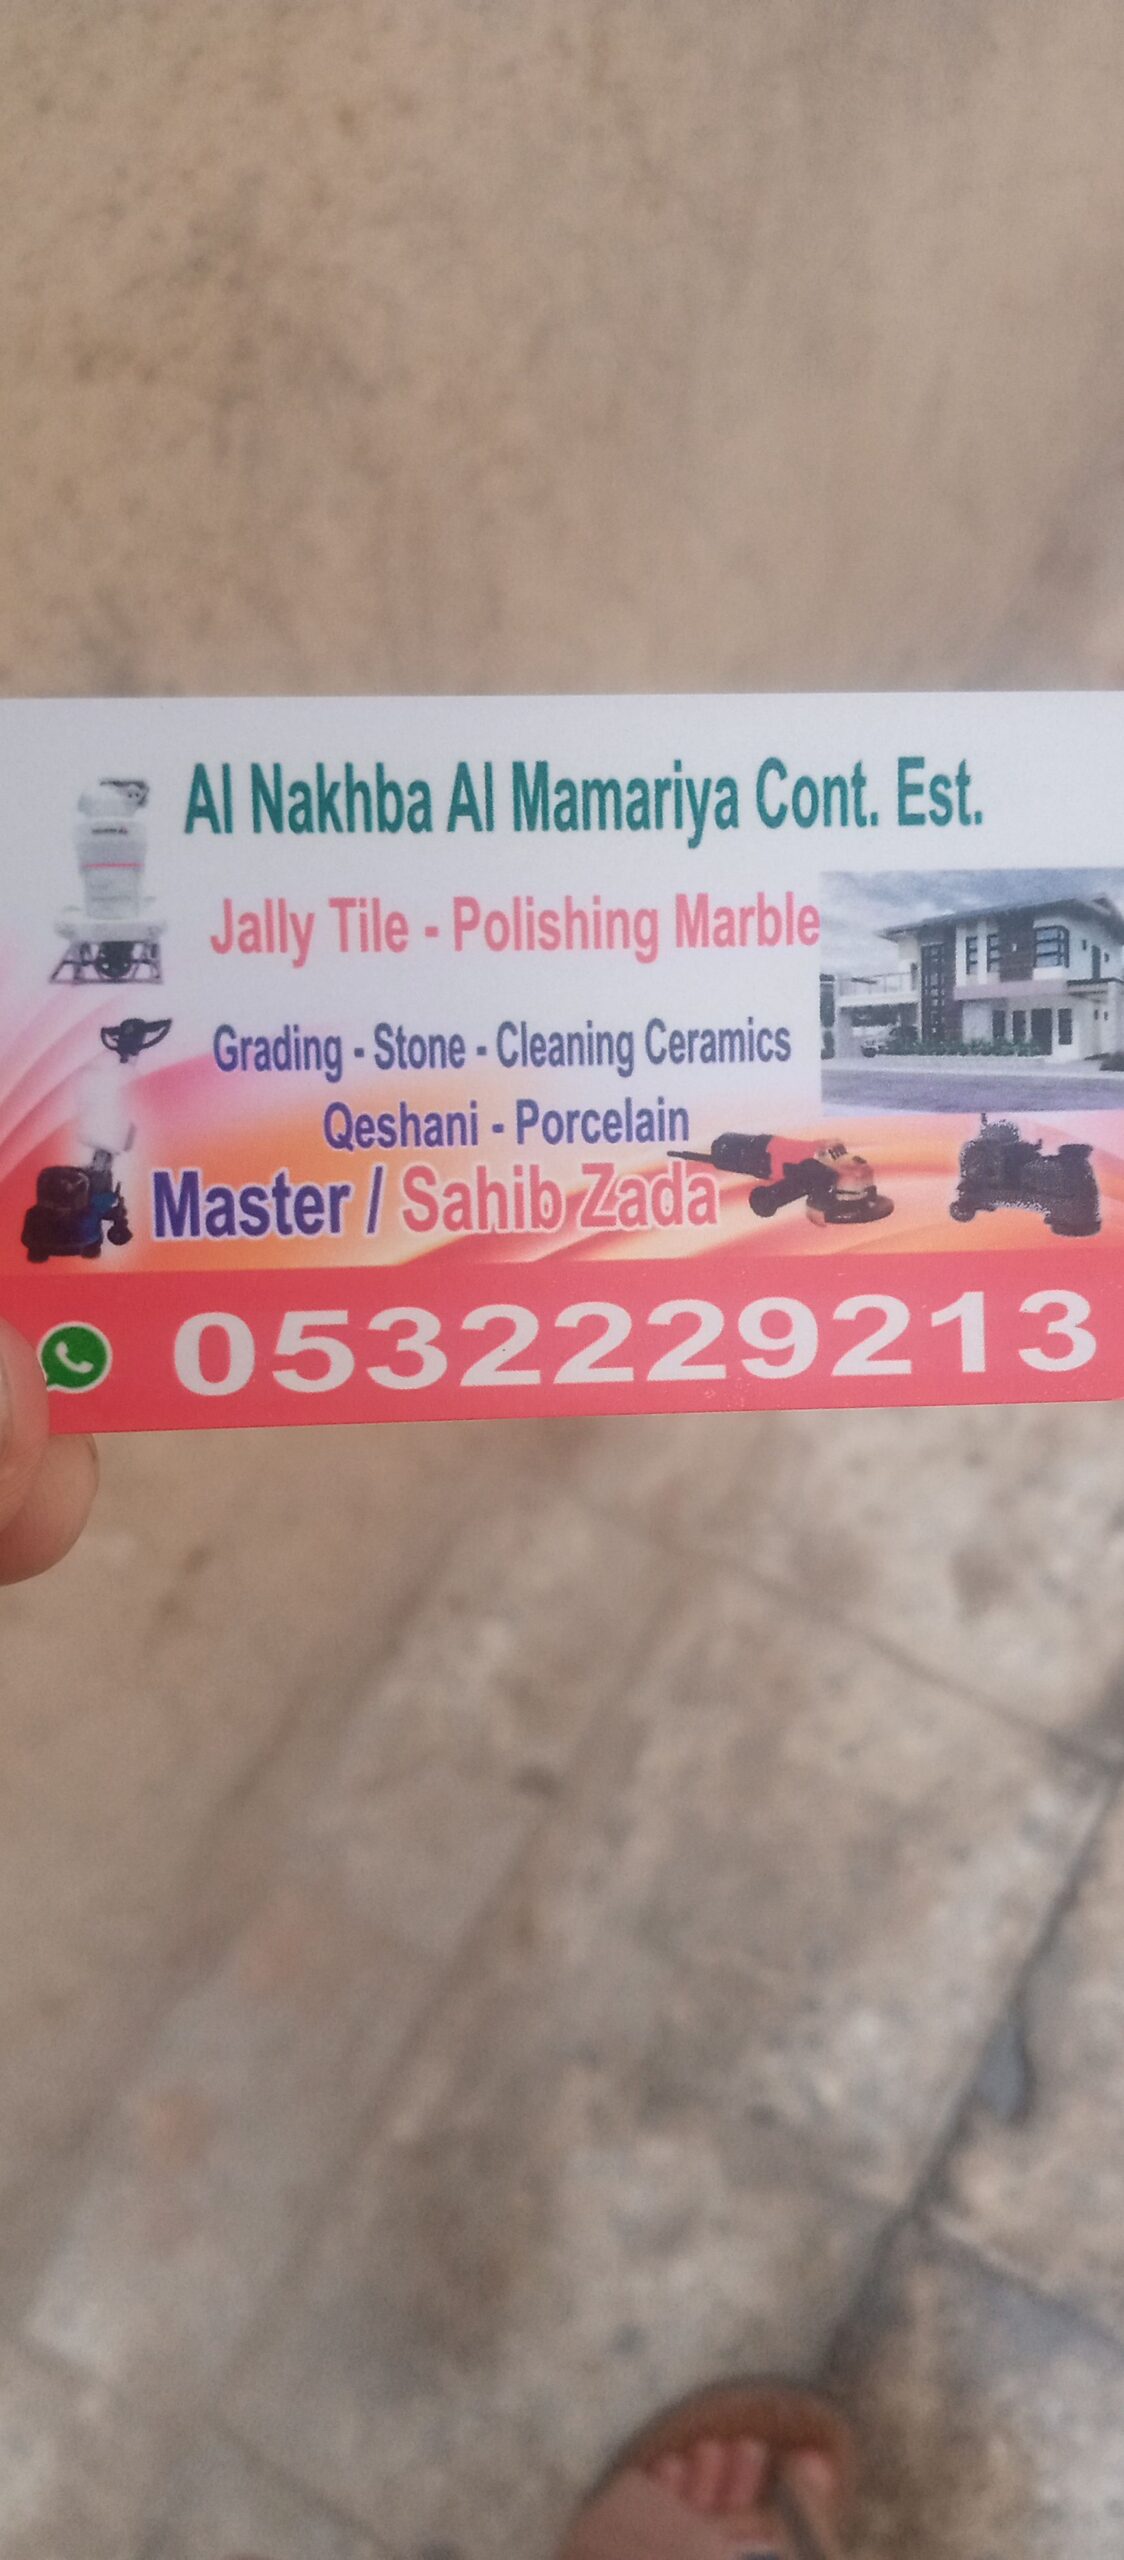 Al Nakhba Al Mamariya Cont. Est.
Jally Tile - Polishing Marble
Grading - Stone - Cleaning Ceramics
Qeshani - Porcelain
Master / Sahib Zada
0532229213